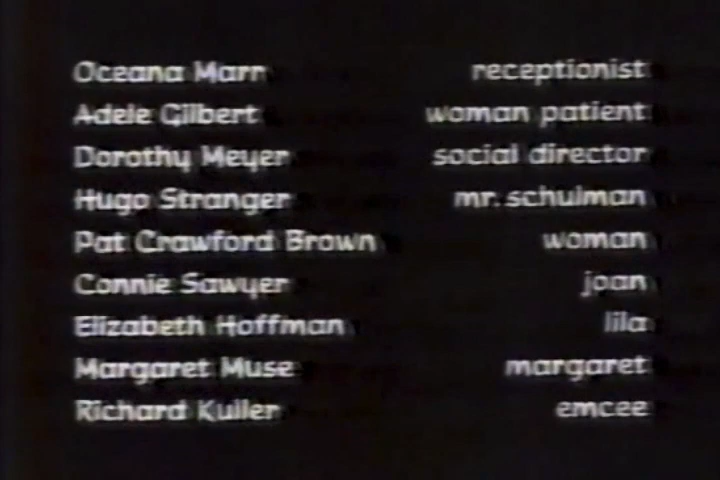 Oceana Marr receptionist
Adele Gilbert woman patient
Dorothy Meyer social director
Hugo Stranger mr. schulman
Pat Crawford Brown woman
Connie Sawyer joan
Elizabeth Hoffman lila
Margaret Muse margaret
Richard Kuller emcee